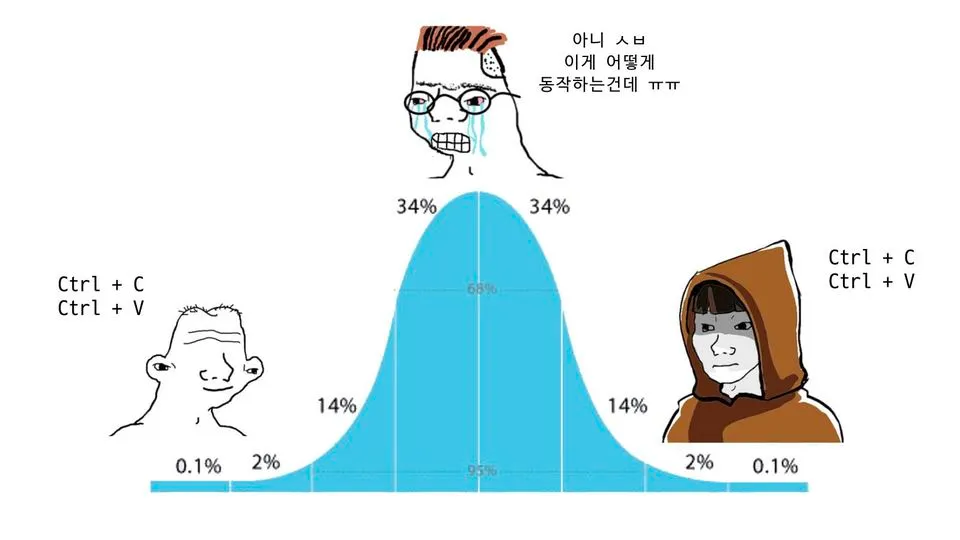 아니 ㅅㅂ
이게 어떻게
동작하는건데 ㅠㅠ
34%
34%
Ctrl + C
Ctrl + V
Ctrl + C
Ctrl + V
68%
14%
14%
0.1%
2%
95%
2%
0.1%